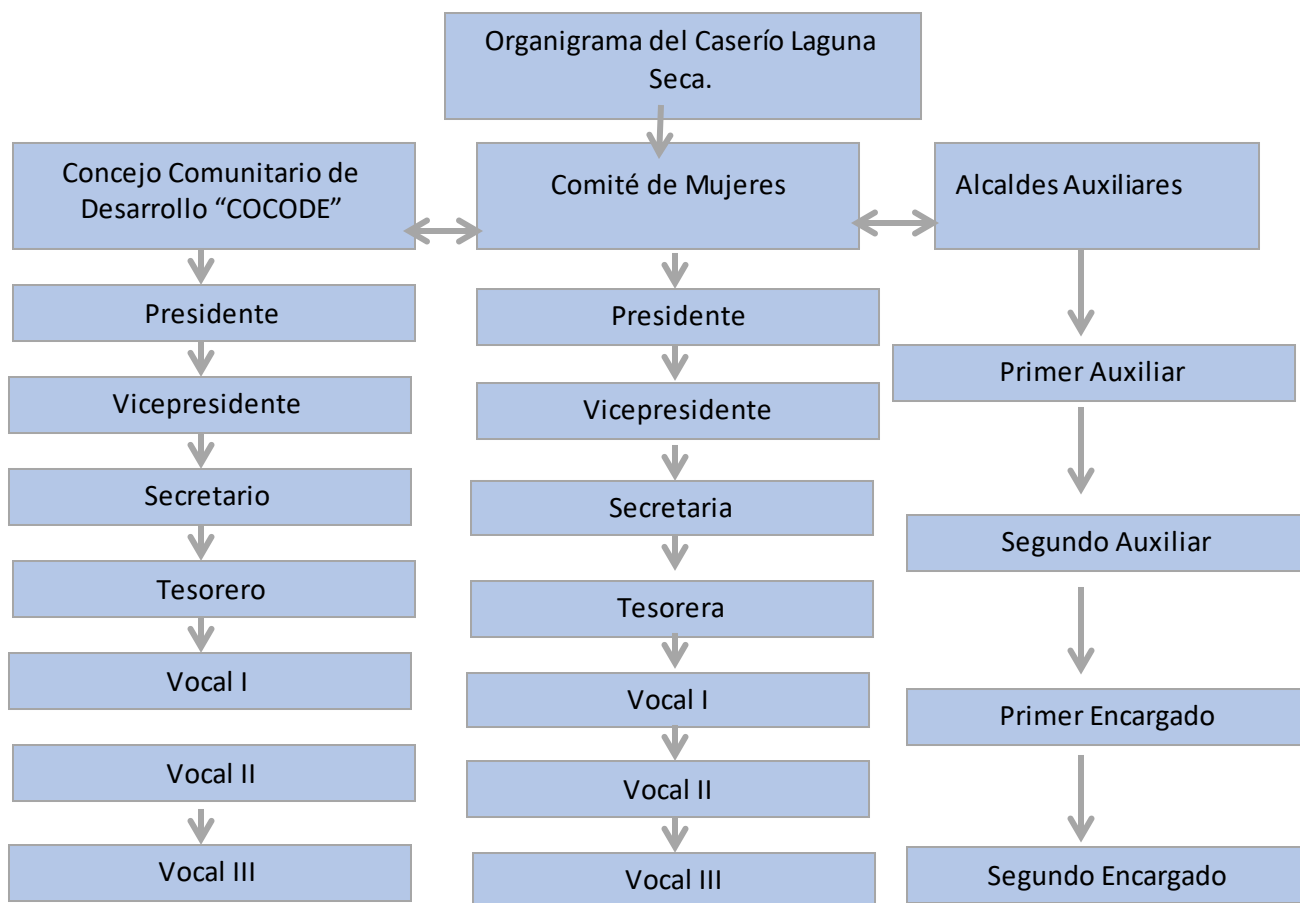 Organigrama del Caserío Laguna
Seca.
Concejo Comunitario de
Desarrollo “COCODE”
Presidente
Vicepresidente
Secretario
Tesorero
Vocal I
Vocal II
Vocal III
Comité de Mujeres
Presidente
Vicepresidente
Secretaria
Tesorera
Vocal I
Vocal II
Vocal III
Alcaldes Auxiliares
Primer Auxiliar
Segundo Auxiliar
Primer Encargado
Segundo Encargado